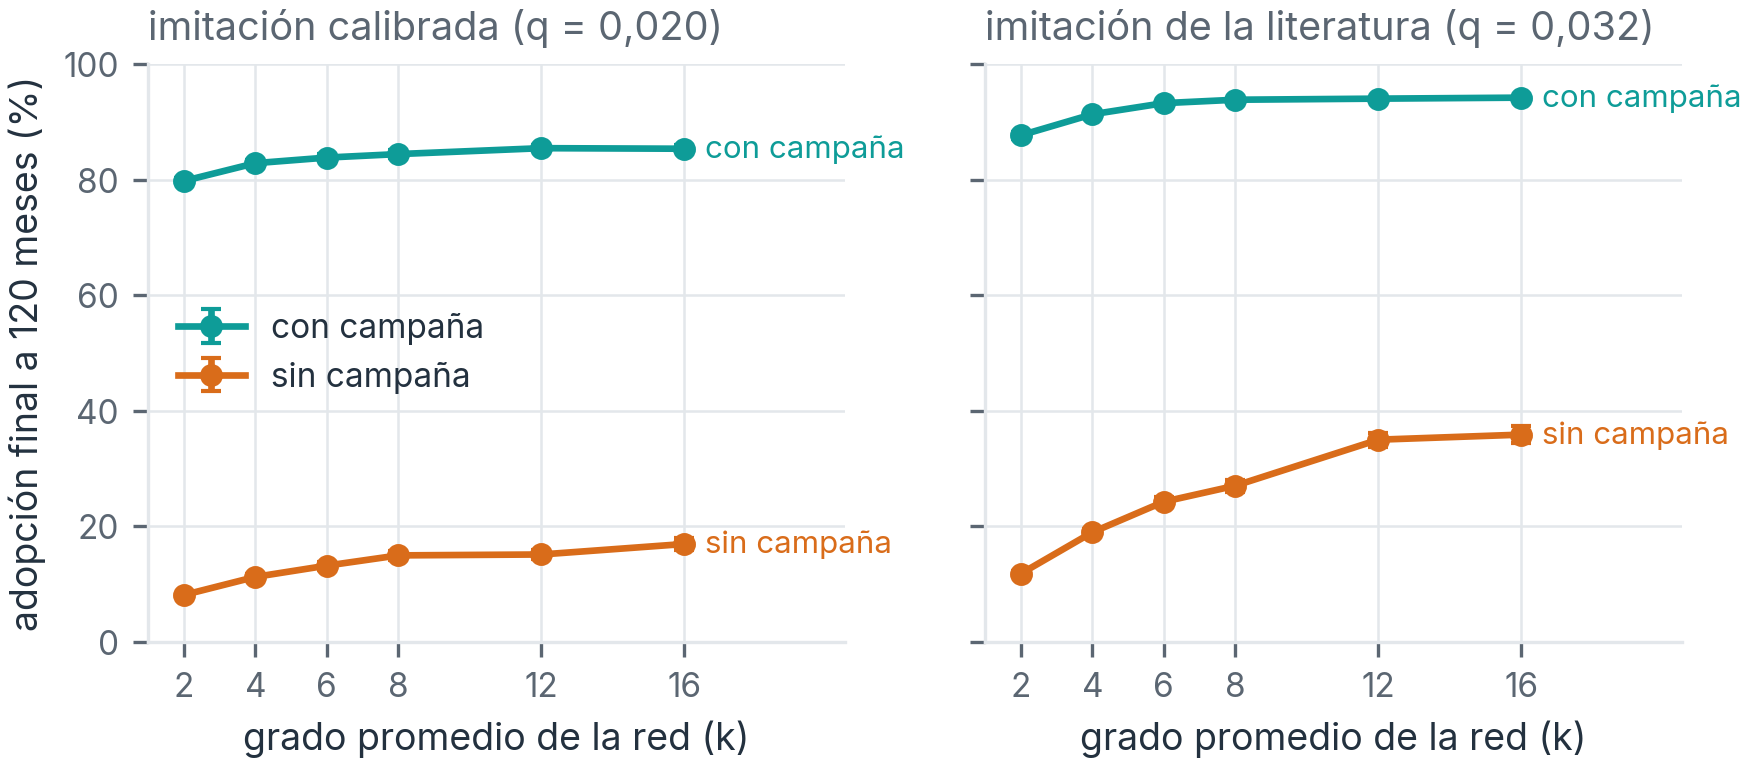 imitación calibrada (q = 0,020)
adopción final a 120 meses (%)
100
80
60
40
20
0
con campaña
con campaña
sin campaña
sin campaña
2 4 6 8 12 16
grado promedio de la red (k)
imitación de la literatura (q = 0,032)
con campaña
sin campaña
2 4 6 8 12 16
grado promedio de la red (k)